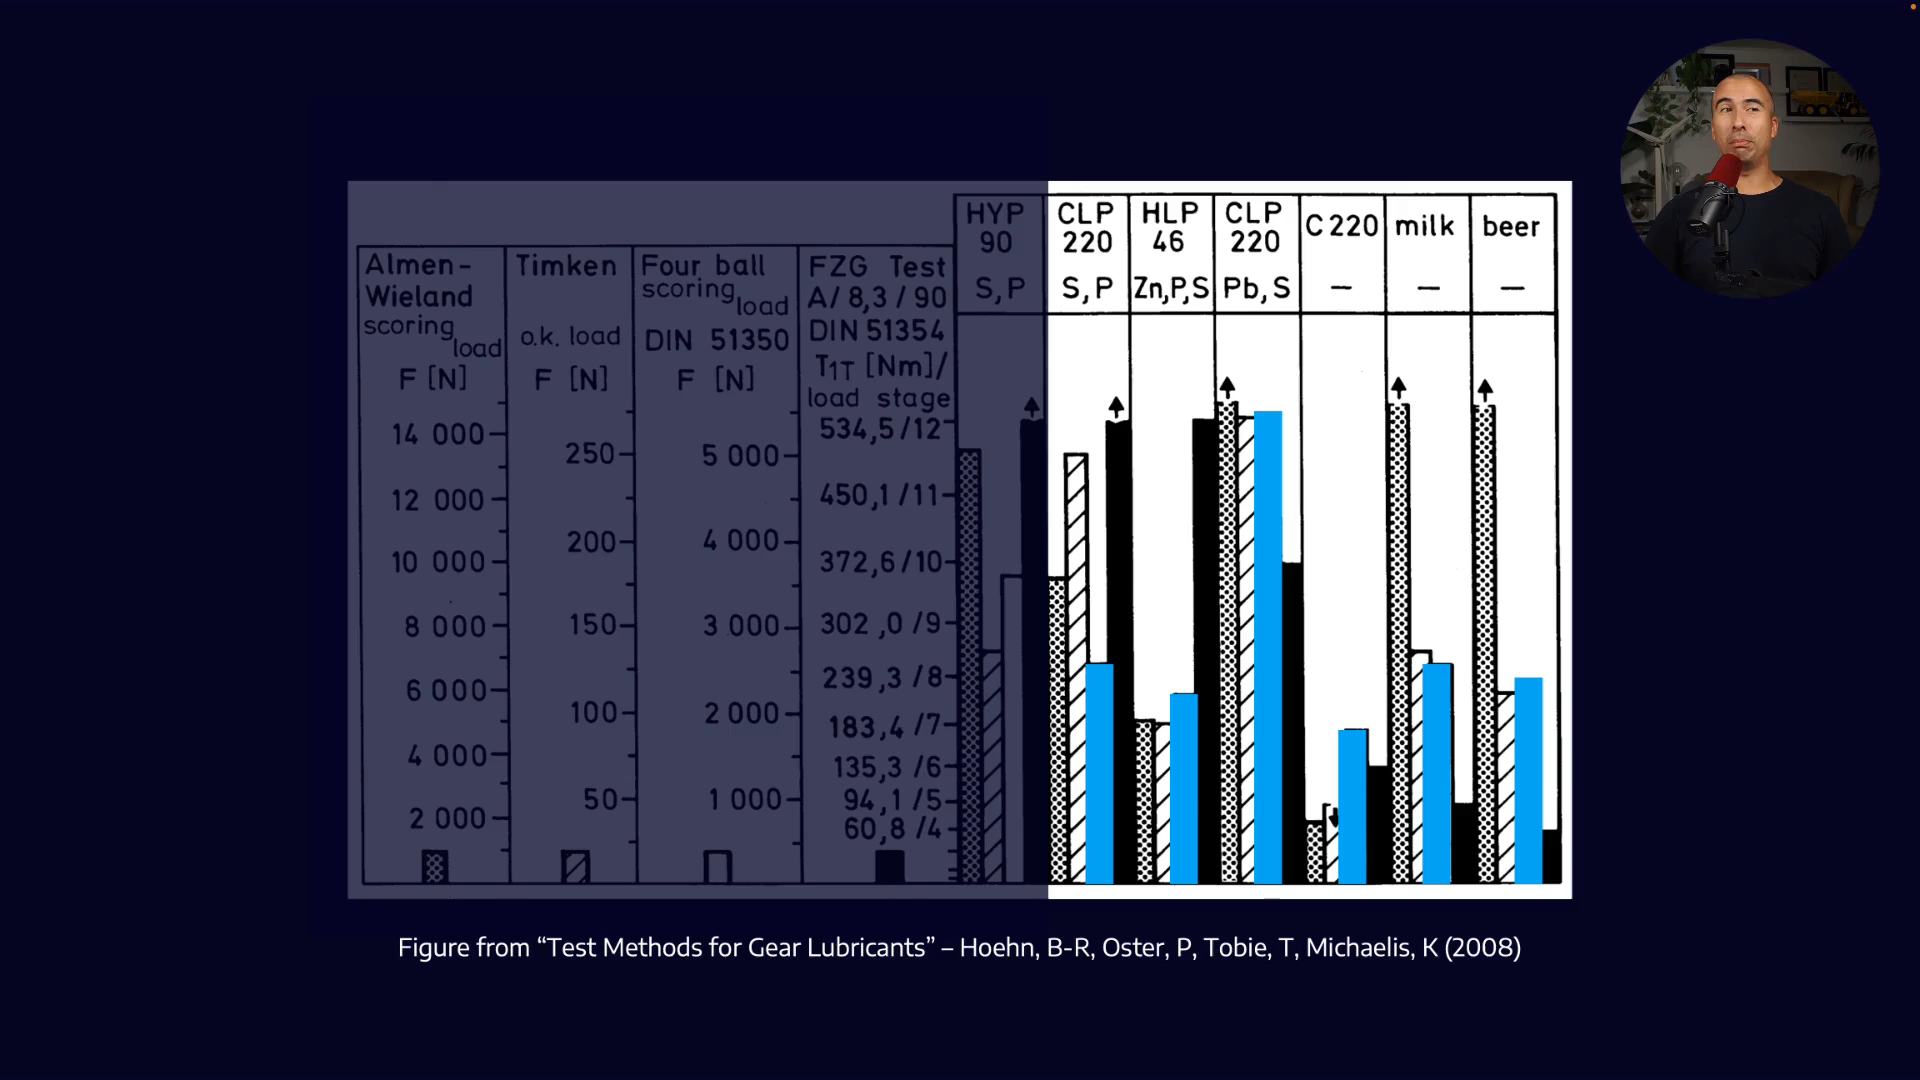 HYP
90
S,P
CLP
220
S,P
HLP
46
Zn,P,S
CLP
220
Pb,S
C 220
–
milk
–
beer
–
Almen-
Wieland
scoring
load
F [N]
14 000
12 000
10 000
8 000
6 000
4 000
2 000
Timken
o.k. load
F [N]
250
200
150
100
50
Four ball
scoring
load
DIN 51350
F [N]
5 000
4 000
3 000
2 000
1 000
FZG Test
A/ 8,3 / 90
DIN 51354
T1T [Nm]/
load stage
534,5/12
450,1/11
372,6/10
302,0/9
239,3/8
183,4/7
135,3/6
94,1/5
60,8/4
Figure from “Test Methods for Gear Lubricants” – Hoehn, B-R, Oster, P, Tobie, T, Michaelis, K (2008)